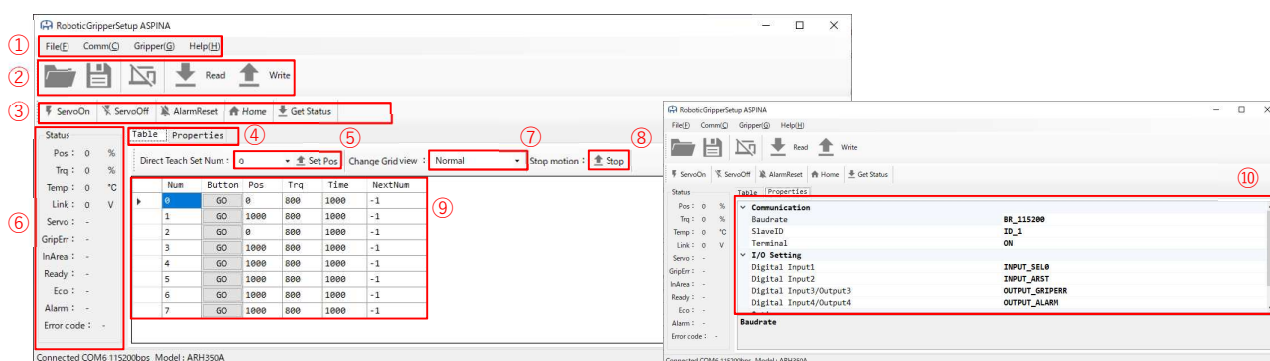 RoboticGripperSetup ASPINA
① File(F) Comm(C) Gripper(G) Help(H)
② Read Write
③ ServoOn ServoOff AlarmReset Home Get Status
Status
Table Properties ④ ⑤ ⑦ ⑧
Direct Teach Set Num : 0 Set Pos Change Grid view : Normal Stop motion : Stop
⑥
Pos : 0 %
Trq : 0 %
Temp : 0 °C
Link : 0 V
Servo : -
GripErr : -
InArea : -
Ready : -
Eco : -
Alarm : -
Error code : -
Num Button Pos Trq Time NextNum ⑨
0 GO 0 800 1000 -1
1 GO 1000 800 1000 -1
2 GO 0 800 1000 -1
3 GO 1000 800 1000 -1
4 GO 1000 800 1000 -1
5 GO 1000 800 1000 -1
6 GO 1000 800 1000 -1
7 GO 1000 800 1000 -1
Connected COM6 115200bps Model : ARH350A
RoboticGripperSetup ASPINA
File(F) Comm(C) Gripper(G) Help(H)
Read Write
ServoOn ServoOff AlarmReset Home Get Status
Status
Table Properties ⑩
Pos : 0 %
Trq : 0 %
Temp : 0 °C
Link : 0 V
Servo : -
GripErr : -
InArea : -
Ready : -
Eco : -
Alarm : -
Error code : -
Communication
Baudrate BR_115200
SlaveID ID_1
Terminal ON
I/O Setting
Digital Input1 INPUT_SEL0
Digital Input2 INPUT_ARST
Digital Input3/Output3 OUTPUT_GRIPERR
Digital Input4/Output4 OUTPUT_ALARM
Baudrate
Connected COM6 115200bps Model : ARH350A